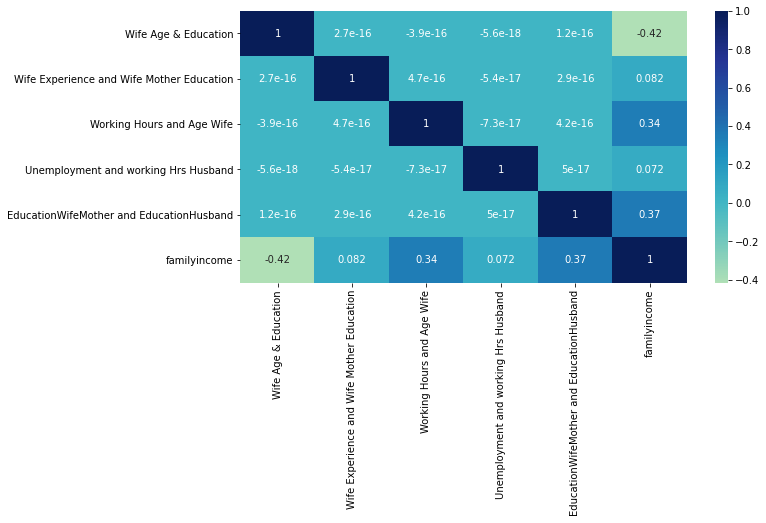 Wife Age & Education 1 2.7e-16 -3.9e-16 -5.6e-18 1.2e-16 -0.42
Wife Experience and Wife Mother Education 2.7e-16 1 4.7e-16 -5.4e-17 2.9e-16 0.082
Working Hours and Age Wife -3.9e-16 4.7e-16 1 -7.3e-17 4.2e-16 0.34
Unemployment and working Hrs Husband -5.6e-18 -5.4e-17 -7.3e-17 1 5e-17 0.072
EducationWifeMother and EducationHusband 1.2e-16 2.9e-16 4.2e-16 5e-17 1 0.37
familyincome -0.42 0.082 0.34 0.072 0.37 1
Wife Age & Education
Wife Experience and Wife Mother Education
Working Hours and Age Wife
Unemployment and working Hrs Husband
EducationWifeMother and EducationHusband
familyincome
1.0
0.8
0.6
0.4
0.2
0.0
−0.2
−0.4